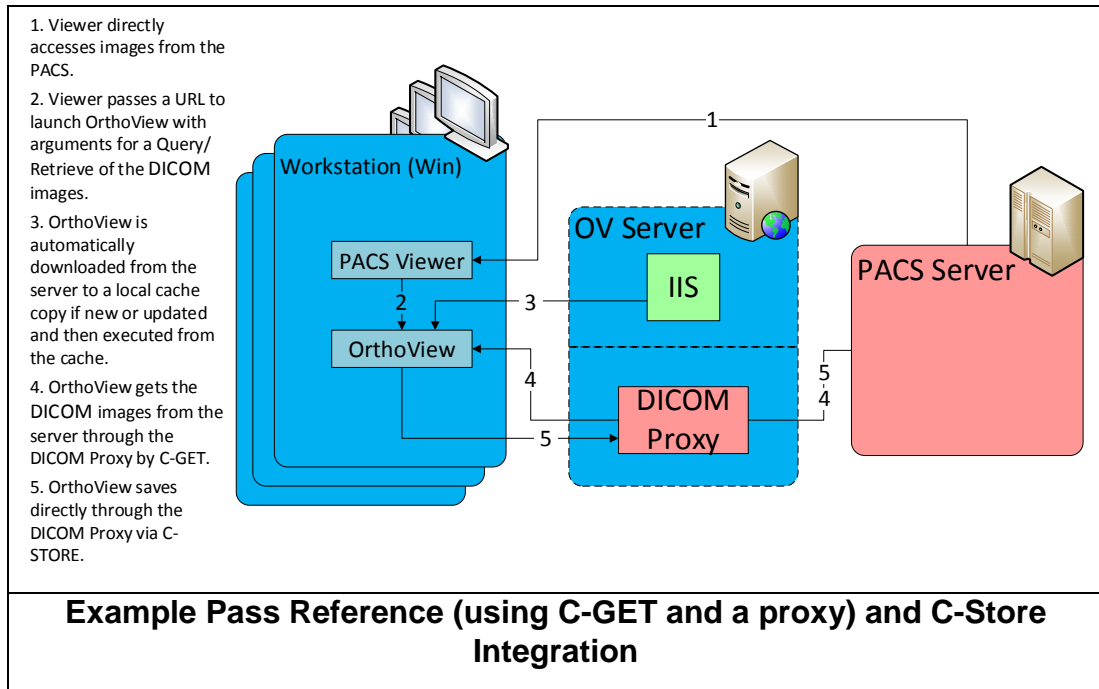 1. Viewer directly
accesses images from the
PACS.
2. Viewer passes a URL to
launch OrthoView with
arguments for a Query/
Retrieve of the DICOM
images.
3. OrthoView is
automatically
downloaded from the
server to a local cache
copy if new or updated
and then executed from
the cache.
4. OrthoView gets the
DICOM images from the
server through the
DICOM Proxy by C-GET.
5. OrthoView saves
directly through the
DICOM Proxy via C-
STORE.
Workstation (Win)
PACS Viewer
2
OrthoView
1
3
4
5
OV Server
IIS
DICOM
Proxy
5
4
PACS Server
Example Pass Reference (using C-GET and a proxy) and C-Store
Integration